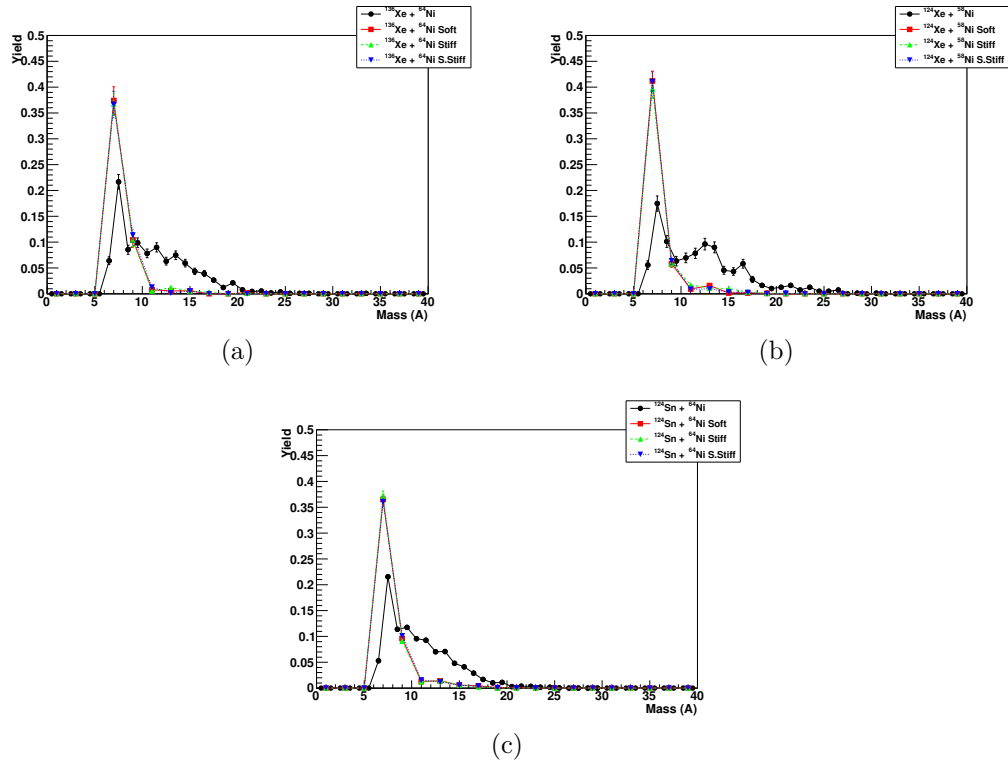 ¹³⁶Xe + ⁶⁴Ni
¹³⁶Xe + ⁶⁴Ni Soft
¹³⁶Xe + ⁶⁴Ni Stiff
¹³⁶Xe + ⁶⁴Ni S.Stiff
Yield
0.5
0.45
0.4
0.35
0.3
0.25
0.2
0.15
0.1
0.05
0
0 5 10 15 20 25 30 35 40
Mass (A)
(a)
¹²⁴Xe + ⁵⁸Ni
¹²⁴Xe + ⁵⁸Ni Soft
¹²⁴Xe + ⁵⁸Ni Stiff
¹²⁴Xe + ⁵⁸Ni S.Stiff
Yield
0.5
0.45
0.4
0.35
0.3
0.25
0.2
0.15
0.1
0.05
0
0 5 10 15 20 25 30 35 40
Mass (A)
(b)
¹²⁴Sn + ⁶⁴Ni
¹²⁴Sn + ⁶⁴Ni Soft
¹²⁴Sn + ⁶⁴Ni Stiff
¹²⁴Sn + ⁶⁴Ni S.Stiff
Yield
0.5
0.45
0.4
0.35
0.3
0.25
0.2
0.15
0.1
0.05
0
0 5 10 15 20 25 30 35 40
Mass (A)
(c)